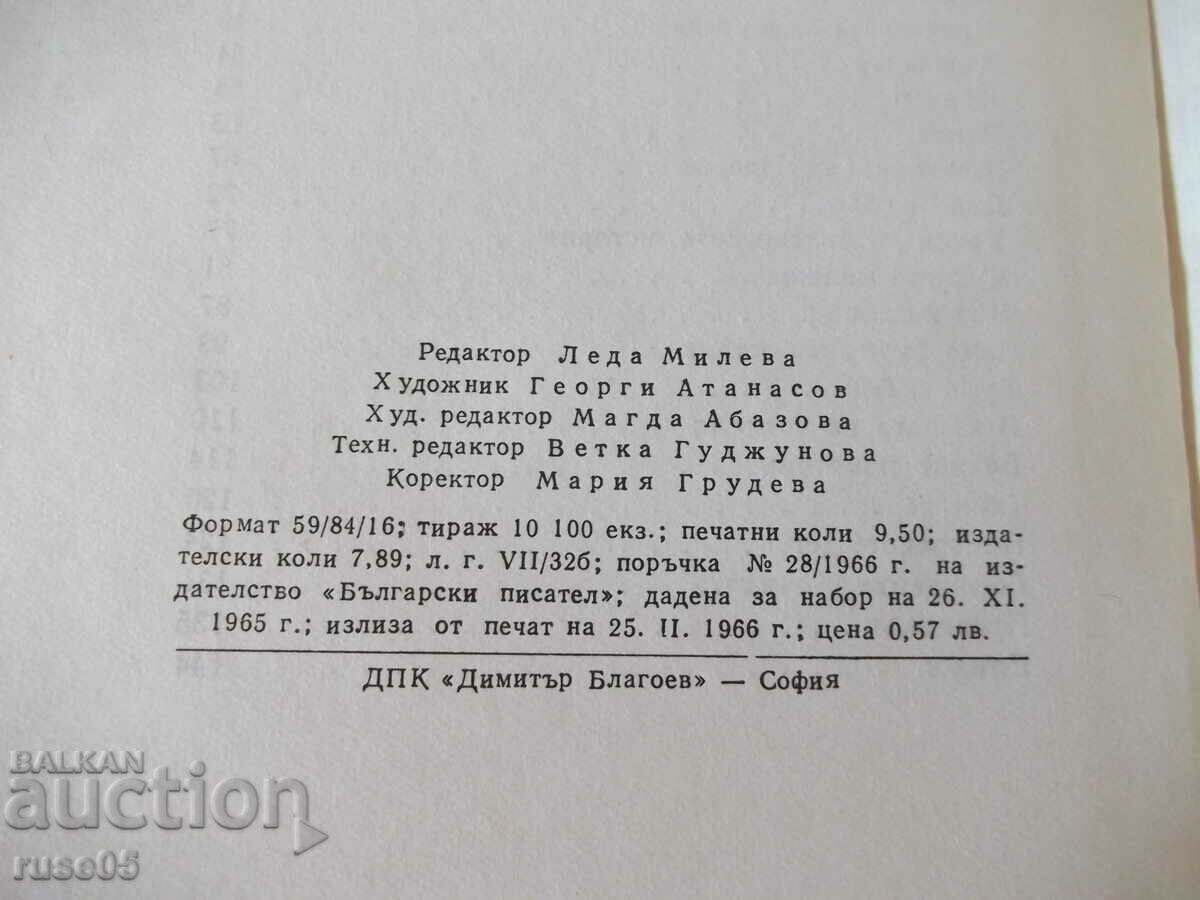 Редактор Леда Милева
Художник Георги Атанасов
Худ. редактор Магда Абазова
Техн. редактор Ветка Гуджунова
Коректор Мария Грудева
Формат 59/84/16; тираж 10 100 екз.; печатни коли 9,50; изда-
телски коли 7,89; л. г. VII/32б; поръчка № 28/1966 г. на из-
дателство «Български писател»; дадена за набор на 26. XI.
1965 г.; излиза от печат на 25. II. 1966 г.; цена 0,57 лв.
ДПК «Димитър Благоев» — София
BALKAN
auction
ruse05